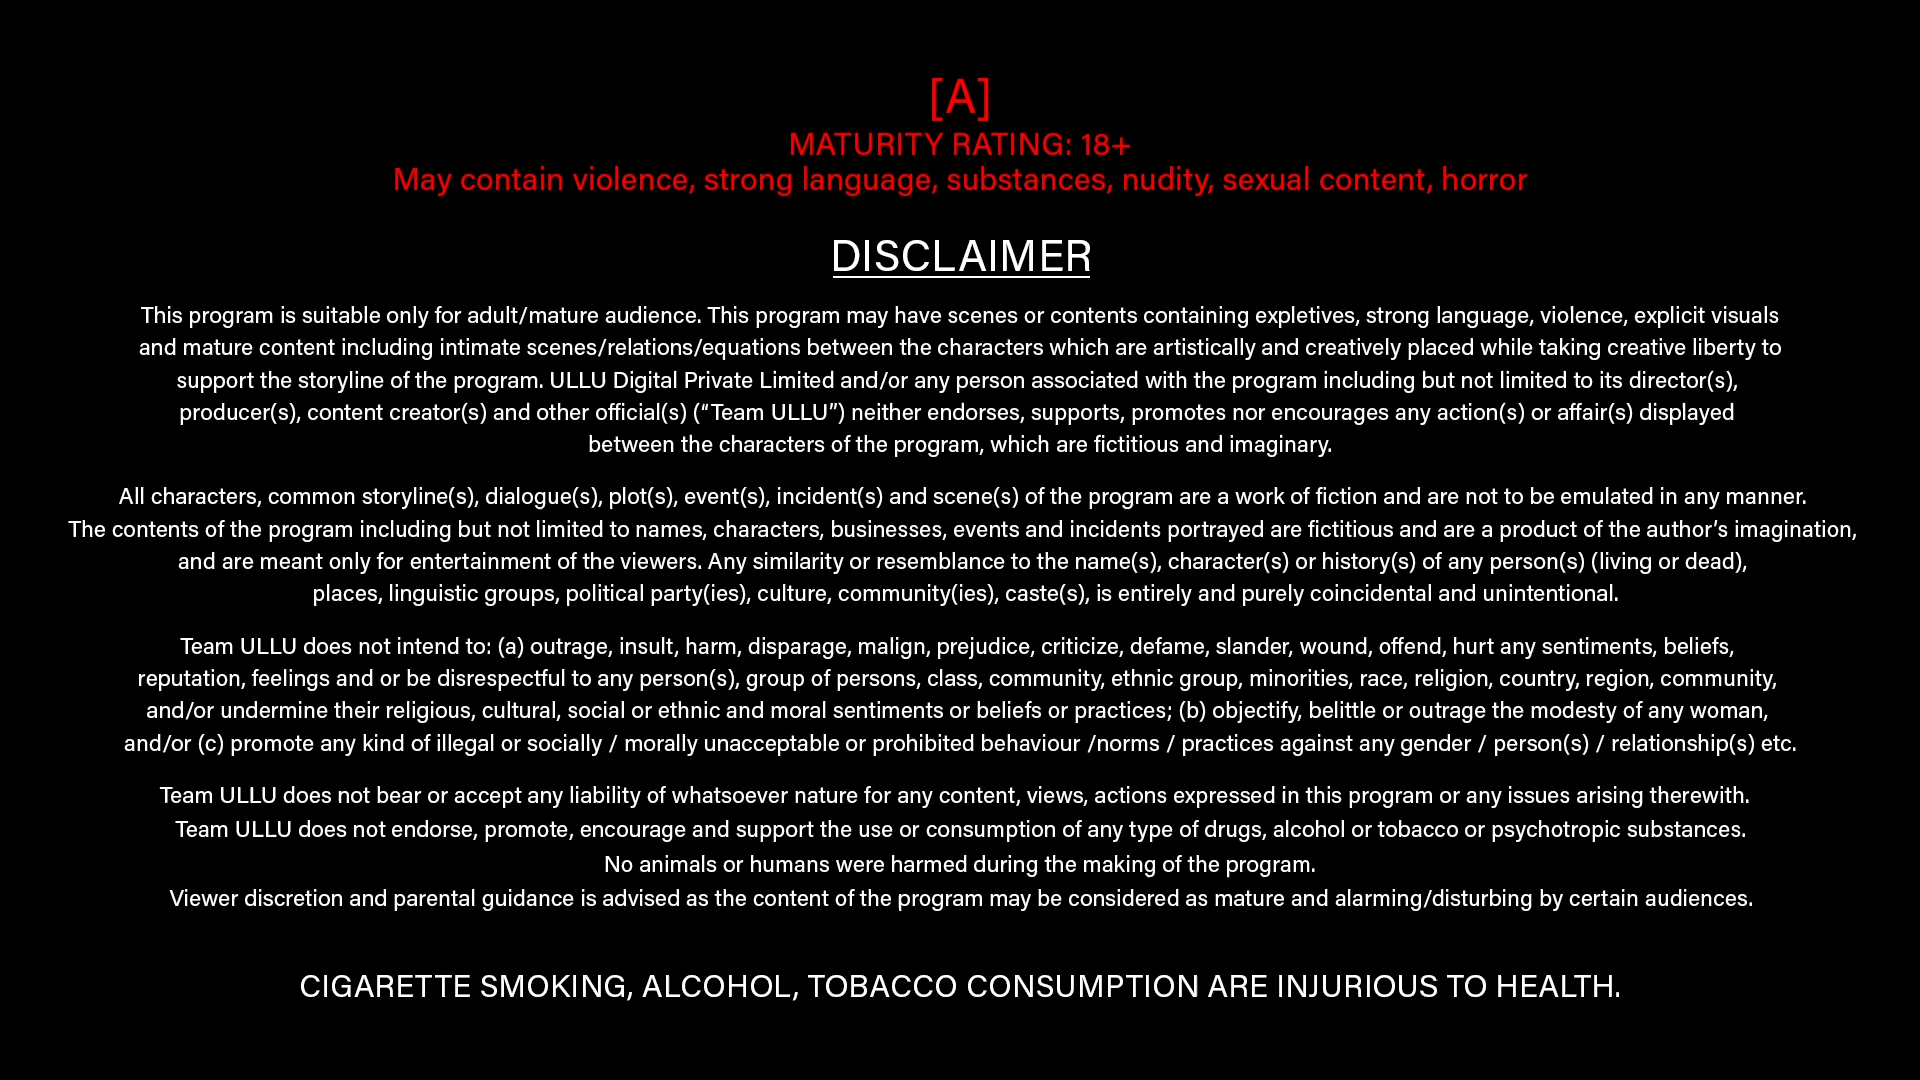 [A]
MATURITY RATING: 18+
May contain violence, strong language, substances, nudity, sexual content, horror
DISCLAIMER
This program is suitable only for adult/mature audience. This program may have scenes or contents containing expletives, strong language, violence, explicit visuals
and mature content including intimate scenes/relations/equations between the characters which are artistically and creatively placed while taking creative liberty to
support the storyline of the program. ULLU Digital Private Limited and/or any person associated with the program including but not limited to its director(s),
producer(s), content creator(s) and other official(s) (“Team ULLU”) neither endorses, supports, promotes nor encourages any action(s) or affair(s) displayed
between the characters of the program, which are fictitious and imaginary.
All characters, common storyline(s), dialogue(s), plot(s), event(s), incident(s) and scene(s) of the program are a work of fiction and are not to be emulated in any manner.
The contents of the program including but not limited to names, characters, businesses, events and incidents portrayed are fictitious and are a product of the author’s imagination,
and are meant only for entertainment of the viewers. Any similarity or resemblance to the name(s), character(s) or history(s) of any person(s) (living or dead),
places, linguistic groups, political party(ies), culture, community(ies), caste(s), is entirely and purely coincidental and unintentional.
Team ULLU does not intend to: (a) outrage, insult, harm, disparage, malign, prejudice, criticize, defame, slander, wound, offend, hurt any sentiments, beliefs,
reputation, feelings and or be disrespectful to any person(s), group of persons, class, community, ethnic group, minorities, race, religion, country, region, community,
and/or undermine their religious, cultural, social or ethnic and moral sentiments or beliefs or practices; (b) objectify, belittle or outrage the modesty of any woman,
and/or (c) promote any kind of illegal or socially / morally unacceptable or prohibited behaviour /norms / practices against any gender / person(s) / relationship(s) etc.
Team ULLU does not bear or accept any liability of whatsoever nature for any content, views, actions expressed in this program or any issues arising therewith.
Team ULLU does not endorse, promote, encourage and support the use or consumption of any type of drugs, alcohol or tobacco or psychotropic substances.
No animals or humans were harmed during the making of the program.
Viewer discretion and parental guidance is advised as the content of the program may be considered as mature and alarming/disturbing by certain audiences.
CIGARETTE SMOKING, ALCOHOL, TOBACCO CONSUMPTION ARE INJURIOUS TO HEALTH.